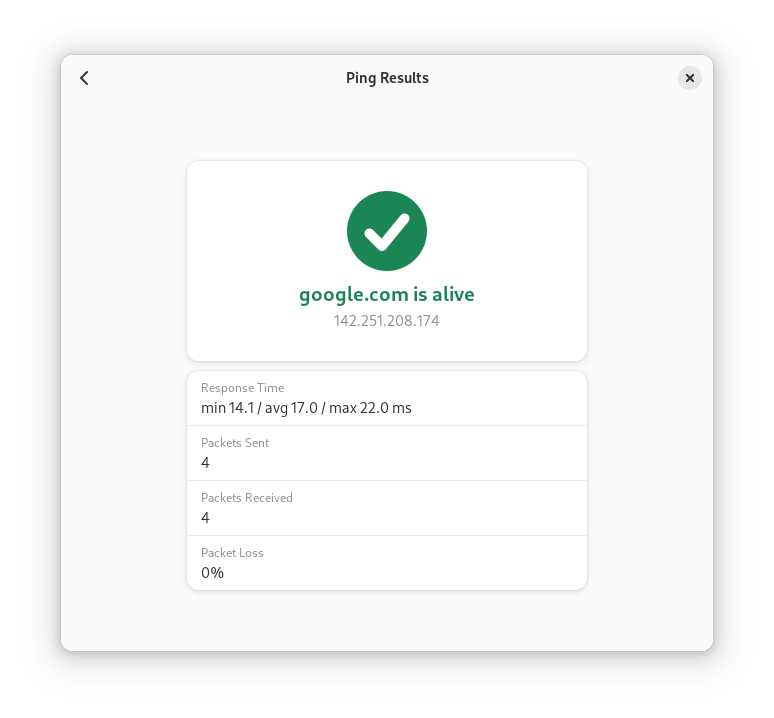 Ping Results
google.com is alive
142.251.208.174
Response Time
min 14.1 / avg 17.0 / max 22.0 ms
Packets Sent
4
Packets Received
4
Packet Loss
0%